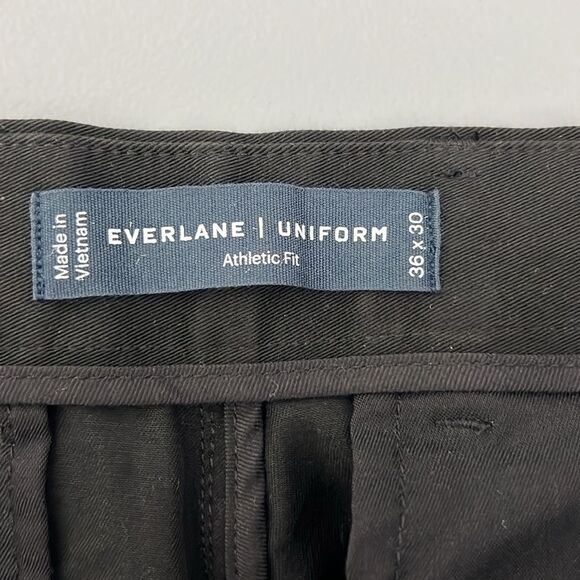 Made in
Vietnam
EVERLANE | UNIFORM
Athletic Fit
36 x 30